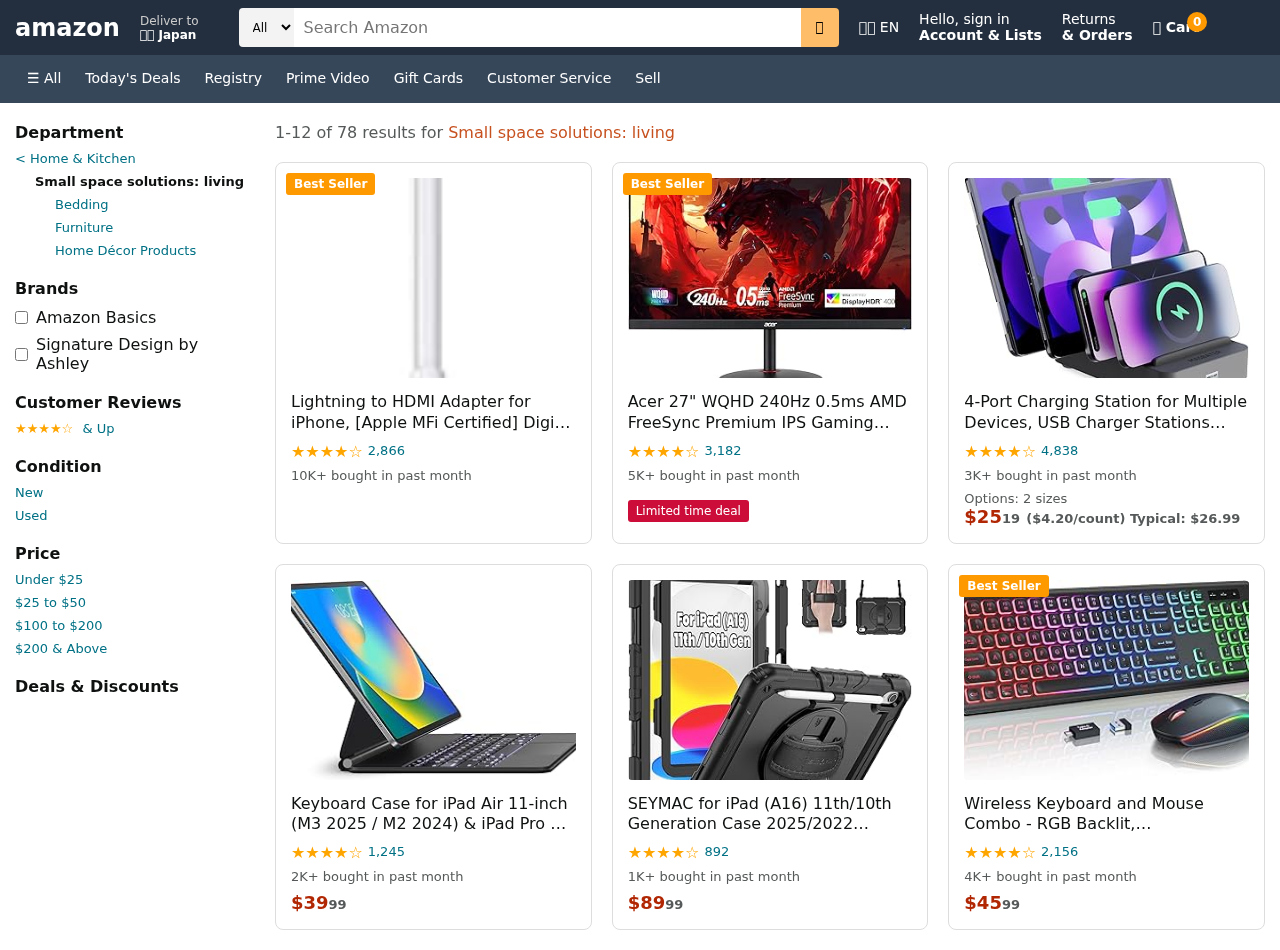 amazon
Deliver to
Japan
All
Search Amazon
EN
Hello, sign in
Account & Lists
Returns
& Orders
0
☰ All
Today's Deals
Registry
Prime Video
Gift Cards
Customer Service
Sell
Department
< Home & Kitchen
Small space solutions: living
Bedding
Furniture
Home Décor Products
Brands
Amazon Basics
Signature Design by
Ashley
Customer Reviews
★★★★☆ & Up
Condition
New
Used
Price
Under $25
$25 to $50
$100 to $200
$200 & Above
Deals & Discounts
1-12 of 78 results for Small space solutions: living
Best Seller
Lightning to HDMI Adapter for
iPhone, [Apple MFi Certified] Digi…
★★★★☆ 2,866
10K+ bought in past month
Best Seller
240Hz 0.5ms AMD
FreeSync
Premium
DisplayHDR 400
acer
Acer 27" WQHD 240Hz 0.5ms AMD
FreeSync Premium IPS Gaming…
★★★★☆ 3,182
5K+ bought in past month
Limited time deal
4-Port Charging Station for Multiple
Devices, USB Charger Stations…
★★★★☆ 4,838
3K+ bought in past month
Options: 2 sizes
$25 19 ($4.20/count) Typical: $26.99
Keyboard Case for iPad Air 11-inch
(M3 2025 / M2 2024) & iPad Pro …
★★★★☆ 1,245
2K+ bought in past month
$39 99
For iPad (A16)
11th/10th Gen
SEYMAC for iPad (A16) 11th/10th
Generation Case 2025/2022…
★★★★☆ 892
1K+ bought in past month
$89 99
Best Seller
Wireless Keyboard and Mouse
Combo - RGB Backlit,…
★★★★☆ 2,156
4K+ bought in past month
$45 99